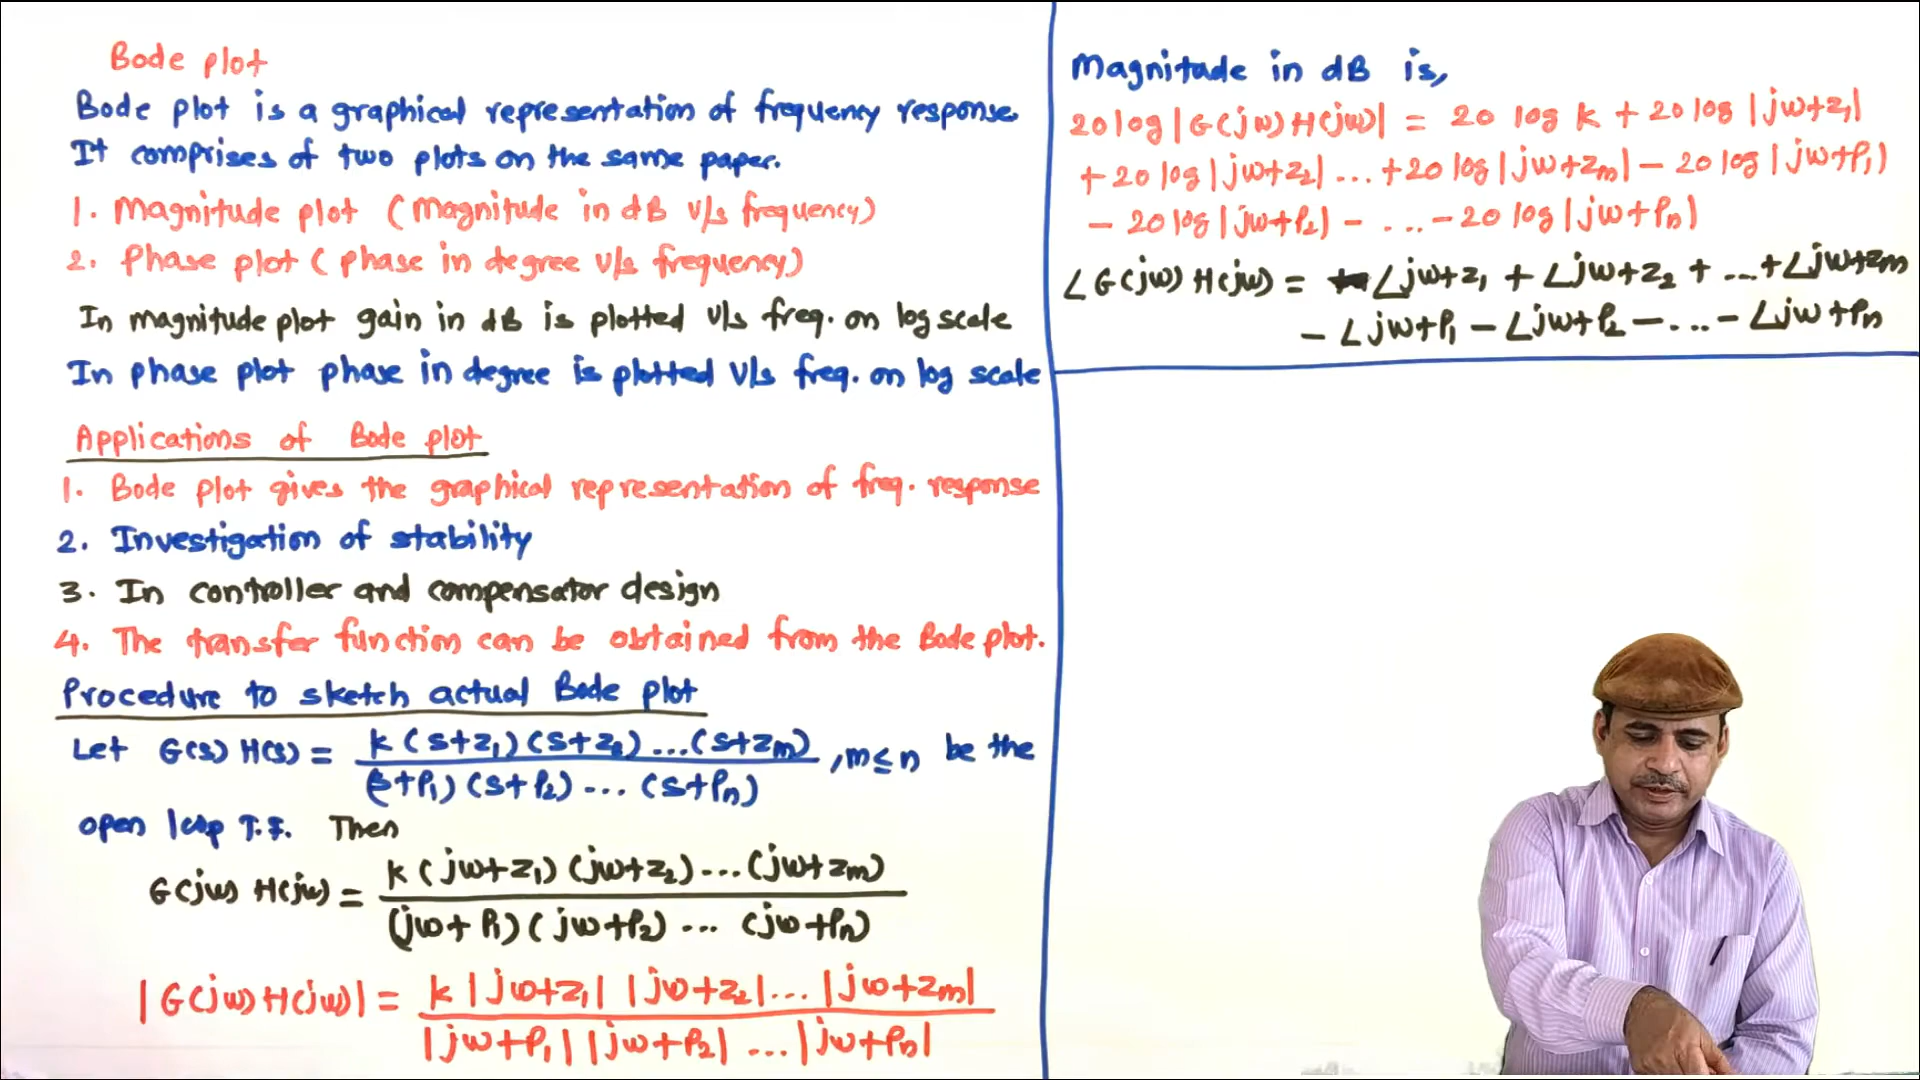 Bode plot
Bode plot is a graphical representation of frequency response.
It comprises of two plots on the same paper.
1. Magnitude plot (Magnitude in dB v/s frequency)
2. Phase plot (phase in degree v/s frequency)
In magnitude plot gain in dB is plotted v/s freq. on log scale
In phase plot phase in degree is plotted v/s freq. on log scale
Applications of Bode plot
1. Bode plot gives the graphical representation of freq. response
2. Investigation of stability
3. In controller and compensator design
4. The transfer function can be obtained from the Bode plot.
Procedure to sketch actual Bode plot
Let G(s) H(s) = K(s+z₁)(s+z₂)...(s+zm) / (s+P₁)(s+P₂)...(s+Pn) , m≤n be the
open loop T.F. Then
G(jω) H(jω) = K(jω+z₁)(jω+z₂)...(jω+zm) / (jω+P₁)(jω+P₂)...(jω+Pn)
|G(jω)H(jω)| = K|jω+z₁| |jω+z₂|...|jω+zm| / |jω+P₁| |jω+P₂| ...|jω+Pn|
Magnitude in dB is,
20log|G(jω)H(jω)| = 20 log K + 20 log |jω+z₁|
+ 20 log|jω+z₂| ... +20 log|jω+zm| - 20 log|jω+P₁)
- 20 log|jω+P₂| - ... - 20 log|jω+Pn|
∠G(jω) H(jω) = ∠jω+z₁ + ∠jω+z₂ + ...+∠jω+zm
- ∠jω+P₁ - ∠jω+P₂ - ... - ∠jω+Pn